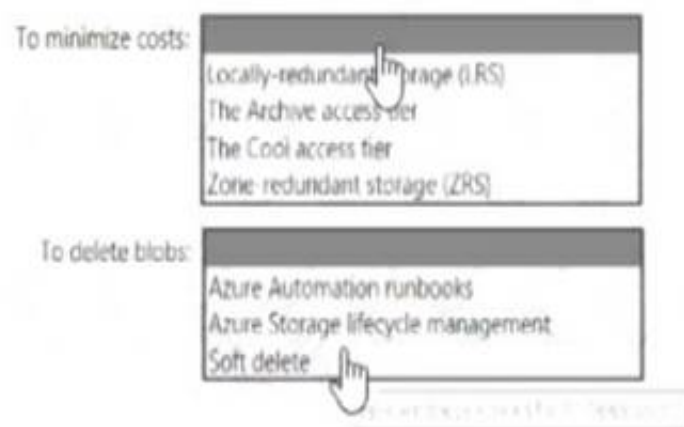 To minimize costs:
Locally-redundant storage (LRS)
The Archive access tier
The Cool access tier
Zone-redundant storage (ZRS)
To delete blobs:
Azure Automation runbooks
Azure Storage lifecycle management
Soft delete